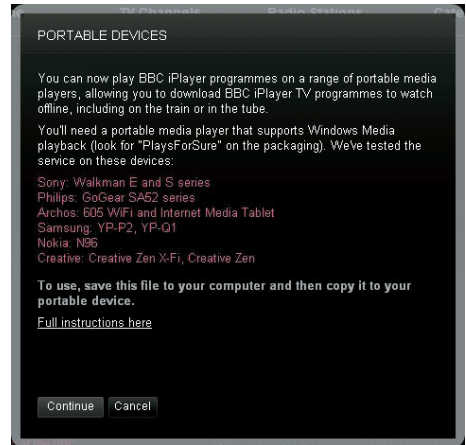 TV Channels Radio Stations Cate
PORTABLE DEVICES
You can now play BBC iPlayer programmes on a range of portable media
players, allowing you to download BBC iPlayer TV programmes to watch
offline, including on the train or in the tube.
You'll need a portable media player that supports Windows Media
playback (look for "PlaysForSure" on the packaging). We've tested the
service on these devices:
Sony: Walkman E and S series
Philips: GoGear SA52 series
Archos: 605 WiFi and Internet Media Tablet
Samsung: YP-P2, YP-Q1
Nokia: N96
Creative: Creative Zen X-Fi, Creative Zen
To use, save this file to your computer and then copy it to your
portable device.
Full instructions here
Continue Cancel